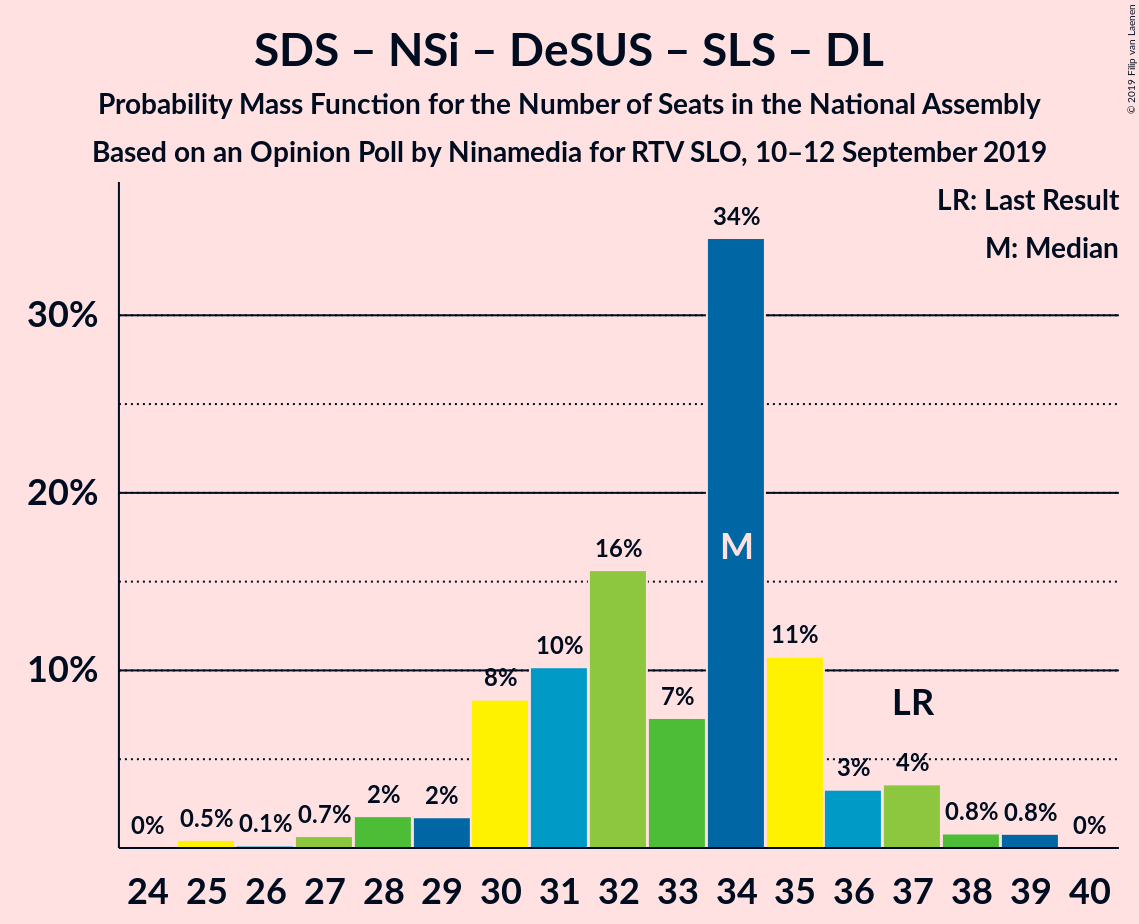 SDS – NSi – DeSUS – SLS – DL
Probability Mass Function for the Number of Seats in the National Assembly
Based on an Opinion Poll by Ninamedia for RTV SLO, 10–12 September 2019
© 2019 Filip van Laenen
LR: Last Result
M: Median
30%
20%
10%
0%
0.5%
0.1%
0.7%
2%
2%
8%
10%
16%
7%
34%
11%
3%
4%
0.8%
0.8%
0%
M
LR
24 25 26 27 28 29 30 31 32 33 34 35 36 37 38 39 40